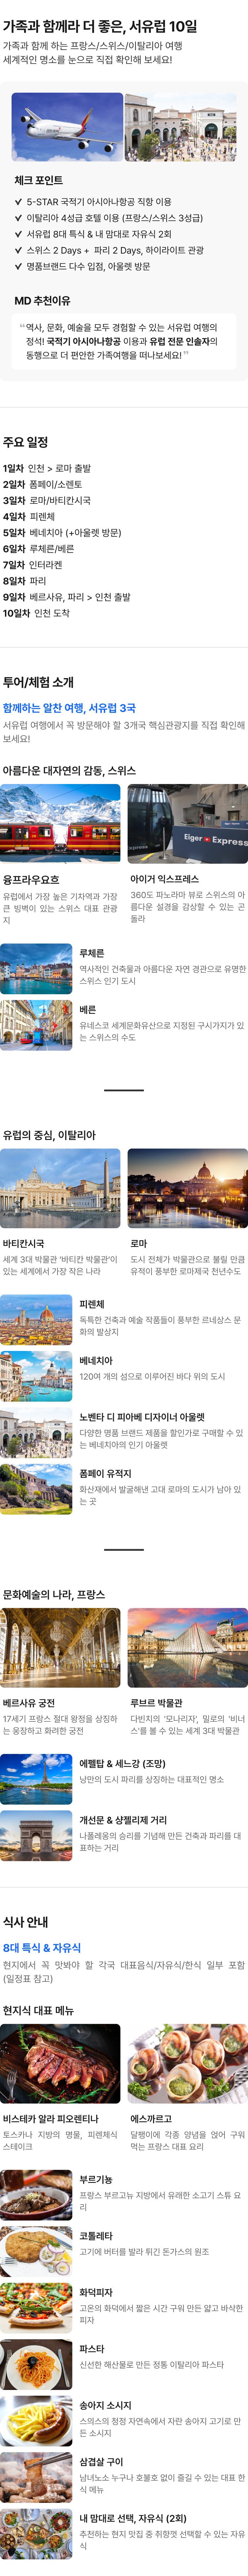 가족과 함께라 더 좋은, 서유럽 10일
가족과 함께 하는 프랑스/스위스/이탈리아 여행
세계적인 명소를 눈으로 직접 확인해 보세요!
체크 포인트
✓ 5-STAR 국적기 아시아나항공 직항 이용
✓ 이탈리아 4성급 호텔 이용 (프랑스/스위스 3성급)
✓ 서유럽 8대 특식 & 내 맘대로 자유식 2회
✓ 스위스 2 Days + 파리 2 Days, 하이라이트 관광
✓ 명품브랜드 다수 입점, 아울렛 방문
MD 추천이유
“역사, 문화, 예술을 모두 경험할 수 있는 서유럽 여행의
정석! 국적기 아시아나항공 이용과 유럽 전문 인솔자의
동행으로 더 편안한 가족여행을 떠나보세요!”
주요 일정
1일차 인천 > 로마 출발
2일차 폼페이/소렌토
3일차 로마/바티칸시국
4일차 피렌체
5일차 베네치아 (+아울렛 방문)
6일차 루체른/베른
7일차 인터라켄
8일차 파리
9일차 베르사유, 파리 > 인천 출발
10일차 인천 도착
투어/체험 소개
함께하는 알찬 여행, 서유럽 3국
서유럽 여행에서 꼭 방문해야 할 3개국 핵심관광지를 직접 확인해
보세요!
아름다운 대자연의 감동, 스위스
Eiger Express
융프라우요흐
유럽에서 가장 높은 기차역과 가장
큰 빙벽이 있는 스위스 대표 관광
지
아이거 익스프레스
360도 파노라마 뷰로 스위스의 아
름다운 설경을 감상할 수 있는 곤
돌라
루체른
역사적인 건축물과 아름다운 자연 경관으로 유명한
스위스 인기 도시
베른
유네스코 세계문화유산으로 지정된 구시가지가 있
는 스위스의 수도
유럽의 중심, 이탈리아
바티칸시국
세계 3대 박물관 '바티칸 박물관'이
있는 세계에서 가장 작은 나라
로마
도시 전체가 박물관으로 불릴 만큼
유적이 풍부한 로마제국 천년수도
피렌체
독특한 건축과 예술 작품들이 풍부한 르네상스 문
화의 발상지
베네치아
120여 개의 섬으로 이루어진 바다 위의 도시
노벤타 디 피아베 디자이너 아울렛
다양한 명품 브랜드 제품을 할인가로 구매할 수 있
는 베네치아의 인기 아울렛
폼페이 유적지
화산재에서 발굴해낸 고대 로마의 도시가 남아 있
는 곳
문화예술의 나라, 프랑스
베르사유 궁전
17세기 프랑스 절대 왕정을 상징하
는 웅장하고 화려한 궁전
루브르 박물관
다빈치의 '모나리자', 밀로의 '비너
스'를 볼 수 있는 세계 3대 박물관
에펠탑 & 세느강 (조망)
낭만의 도시 파리를 상징하는 대표적인 명소
개선문 & 샹젤리제 거리
나폴레옹의 승리를 기념해 만든 건축과 파리를 대
표하는 거리
식사 안내
8대 특식 & 자유식
현지에서 꼭 맛봐야 할 각국 대표음식/자유식/한식 일부 포함
(일정표 참고)
현지식 대표 메뉴
비스테카 알라 피오렌티나
토스카나 지방의 명물, 피렌체식
스테이크
에스까르고
달팽이에 각종 양념을 얹어 구워
먹는 프랑스 대표 요리
부르기뇽
프랑스 부르고뉴 지방에서 유래한 소고기 스튜 요
리
코톨레타
고기에 버터를 발라 튀긴 돈가스의 원조
화덕피자
고온의 화덕에서 짧은 시간 구워 만든 얇고 바삭한
피자
파스타
신선한 해산물로 만든 정통 이탈리아 파스타
송아지 소시지
스의스의 청정 자연속에서 자란 송아지 고기로 만
든 소시지
삼겹살 구이
남녀노소 누구나 호불호 없이 즐길 수 있는 대표 한
식 메뉴
내 맘대로 선택, 자유식 (2회)
추천하는 현지 맛집 중 취향껏 선택할 수 있는 자유
식